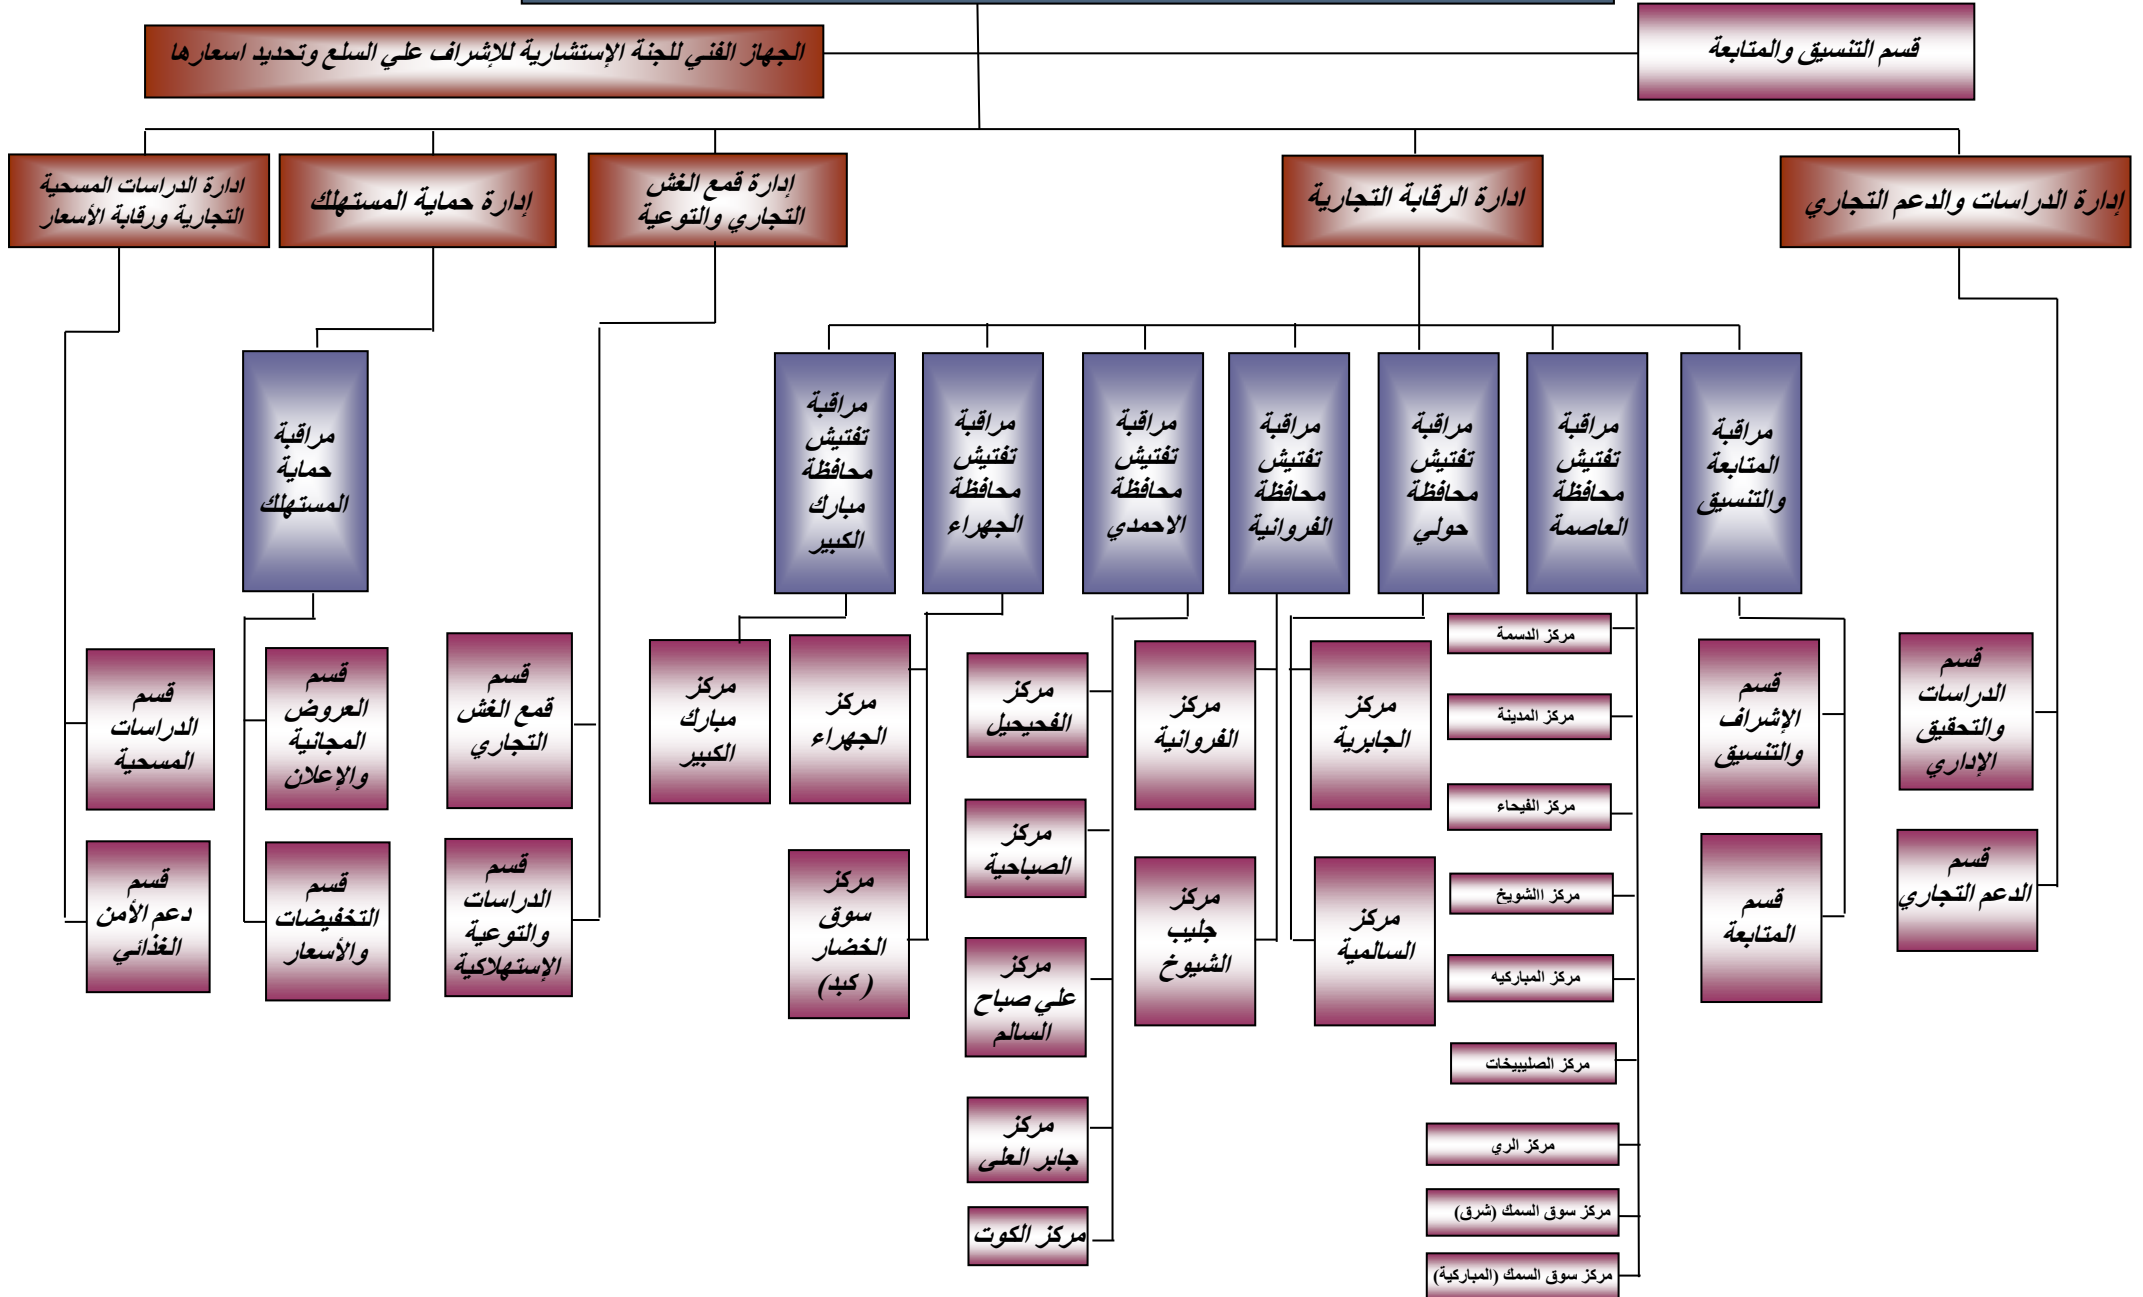 قسم التنسيق والمتابعة
الجهاز الفني للجنة الإستشارية للإشراف علي السلع وتحديد اسعارها
إدارة الدراسات والدعم التجاري
ادارة الرقابة التجارية
إدارة قمع الغش
التجاري والتوعية
إدارة حماية المستهلك
ادارة الدراسات المسحية
التجارية ورقابة الأسعار
مراقبة
المتابعة
والتنسيق
مراقبة
تفتيش
محافظة
العاصمة
مراقبة
تفتيش
محافظة
حولي
مراقبة
تفتيش
محافظة
الفروانية
مراقبة
تفتيش
محافظة
الاحمدي
مراقبة
تفتيش
محافظة
الجهراء
مراقبة
تفتيش
محافظة
مبارك
الكبير
مراقبة
حماية
المستهلك
قسم
الدراسات
والتحقيق
الإداري
قسم
الدعم التجاري
قسم
الإشراف
والتنسيق
قسم
المتابعة
مركز الدسمة
مركز المدينة
مركز الفيحاء
مركز االشويخ
مركز المباركيه
مركز الصليبيخات
مركز الري
مركز سوق السمك (شرق)
مركز سوق السمك (المباركية)
مركز
الجابرية
مركز
السالمية
مركز
الفروانية
مركز
جليب
الشيوخ
مركز
الفحيحيل
مركز
الصباحية
مركز
علي صباح
السالم
مركز
جابر العلى
مركز الكوت
مركز
الجهراء
مركز
سوق
الخضار
(كبد)
مركز
مبارك
الكبير
قسم
قمع الغش
التجاري
قسم
الدراسات
والتوعية
الإستهلاكية
قسم
العروض
المجانية
والإعلان
قسم
التخفيضات
والأسعار
قسم
الدراسات
المسحية
قسم
دعم الأمن
الغذائي